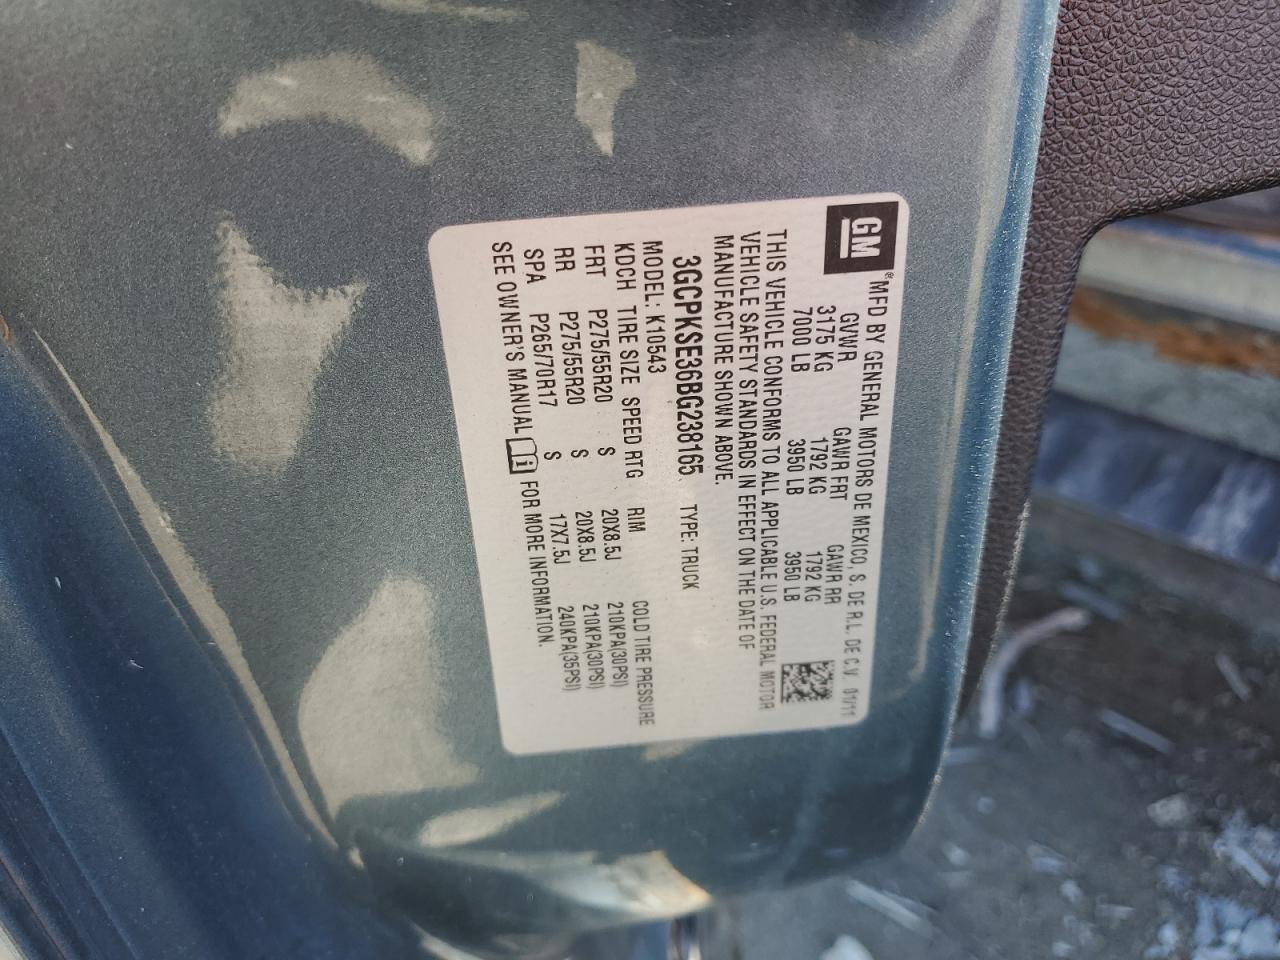 GM ® MFD BY GENERAL MOTORS DE MEXICO, S. DE R.L. DE C.V. 01/11
GVWR GAWR FRT GAWR RR
3175 KG 1792 KG 1792 KG
7000 LB 3950 LB 3950 LB
THIS VEHICLE CONFORMS TO ALL APPLICABLE U.S. FEDERAL MOTOR
VEHICLE SAFETY STANDARDS IN EFFECT ON THE DATE OF
MANUFACTURE SHOWN ABOVE.
3GCPKSE36BG238165 TYPE: TRUCK
MODEL: K10543
KDCH TIRE SIZE SPEED RTG RIM COLD TIRE PRESSURE
FRT P275/55R20 S 20X8.5J 210KPA(30PSI)
RR P275/55R20 S 20X8.5J 210KPA(30PSI)
SPA P265/70R17 S 17X7.5J 240KPA(35PSI)
SEE OWNER'S MANUAL FOR MORE INFORMATION.